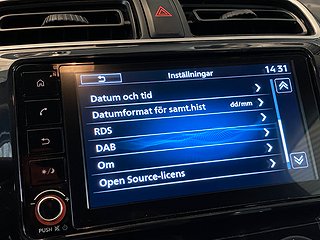 Inställningar
14:31
Datum och tid
Datumformat för samt.hist
dd/mm
RDS
DAB
Om
Open Source-licens
PUSH